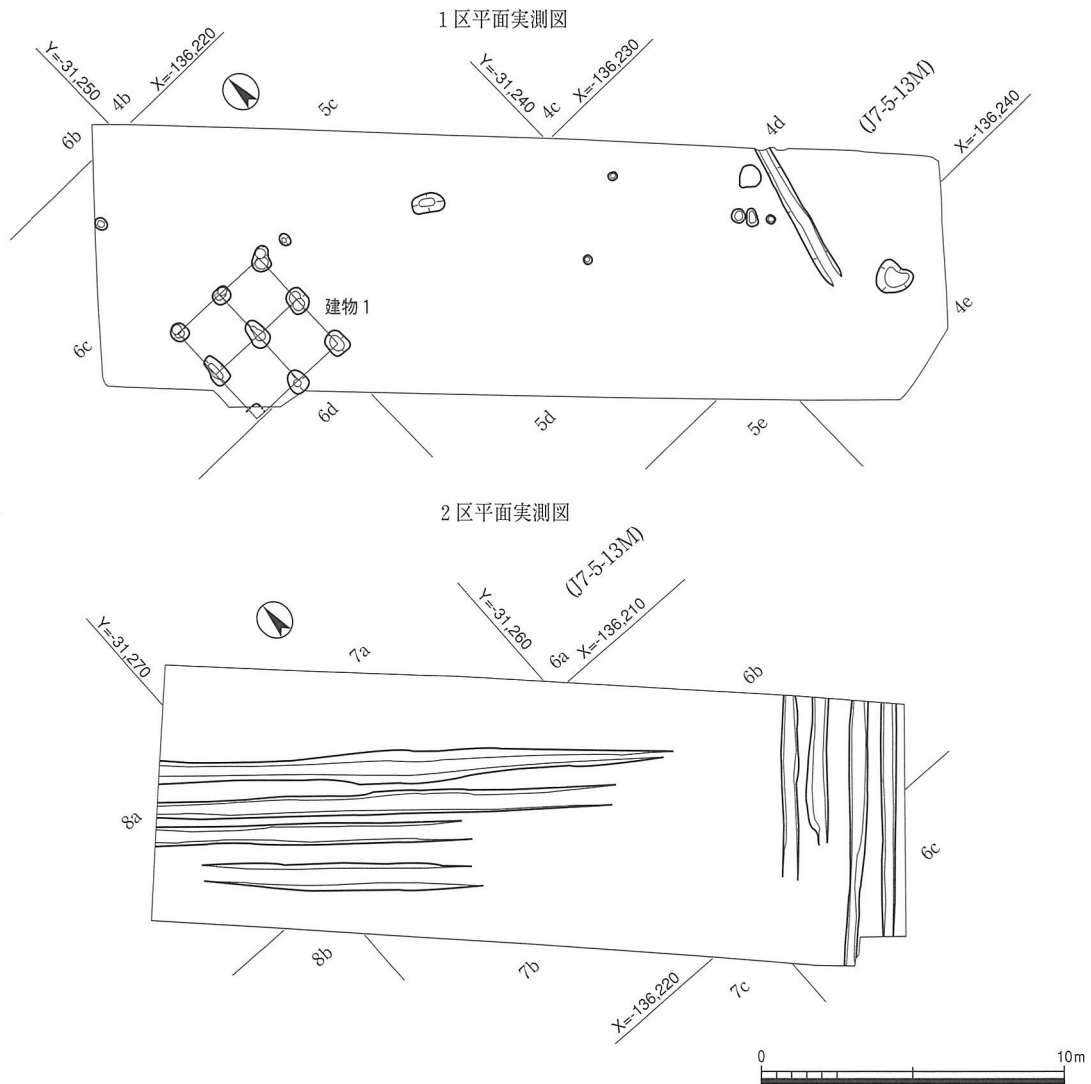 1区平面実測図
Y=-31,250
4b
X=-136,220
5c
Y=-31,240
4c
X=-136,230
4d
(J7-5-13M)
X=-136,240
6b
建物1
4e
6c
6d
5d
5e
2区平面実測図
(J7-5-13M)
Y=-31,270
7a
Y=-31,260
6a
X=-136,210
6b
8a
6c
8b
7b
X=-136,220
7c
0
10m